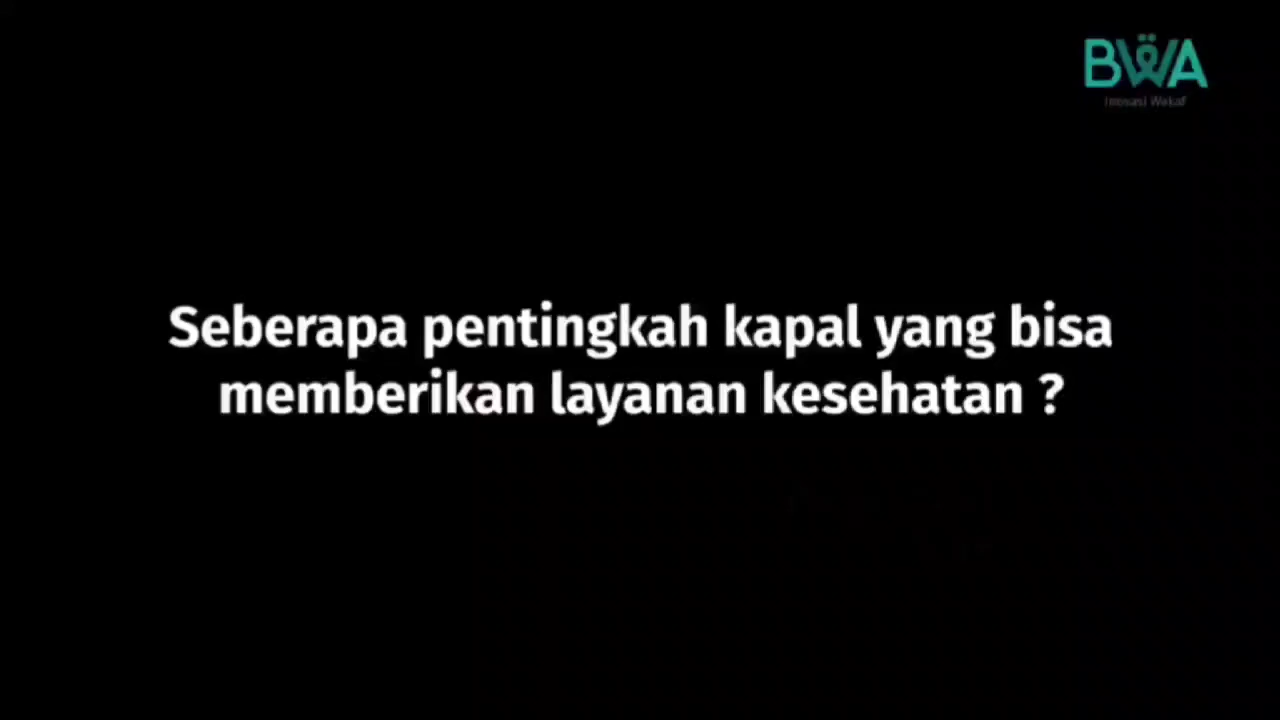 BWA
Inovasi Wakaf
Seberapa pentingkah kapal yang bisa
memberikan layanan kesehatan ?